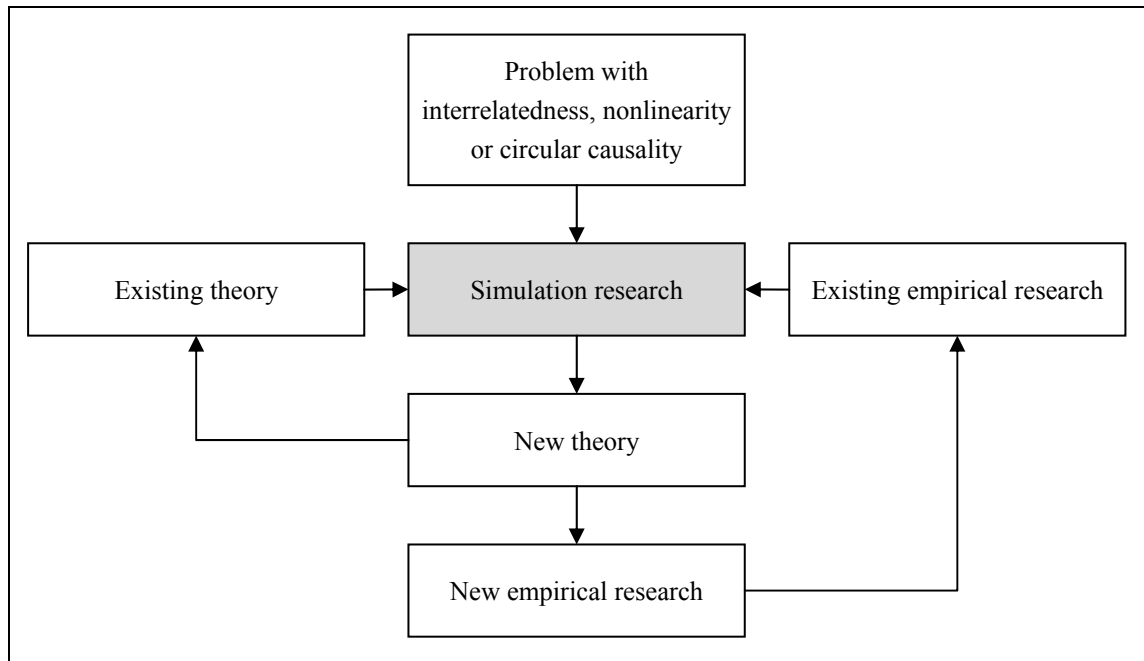 Problem with
interrelatedness, nonlinearity
or circular causality
Existing theory
Simulation research
Existing empirical research
New theory
New empirical research